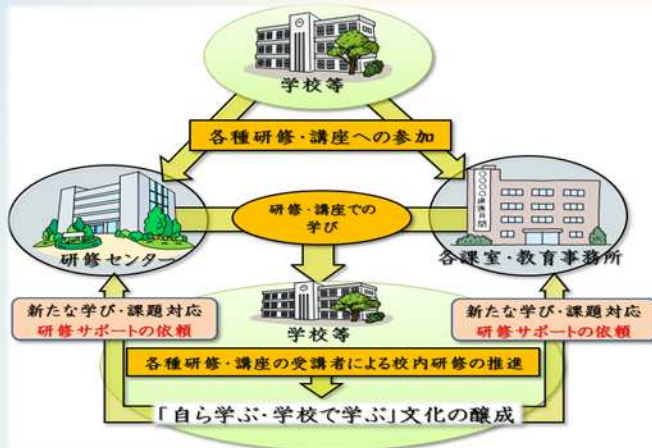 学校等
各種研修・講座への参加
研修・講座での
学び
研修センター
各課室・教育事務所
新たな学び・課題対応
研修サポートの依頼
新たな学び・課題対応
研修サポートの依頼
学校等
各種研修・講座の受講者による校内研修の推進
「自ら学ぶ・学校で学ぶ」文化の醸成